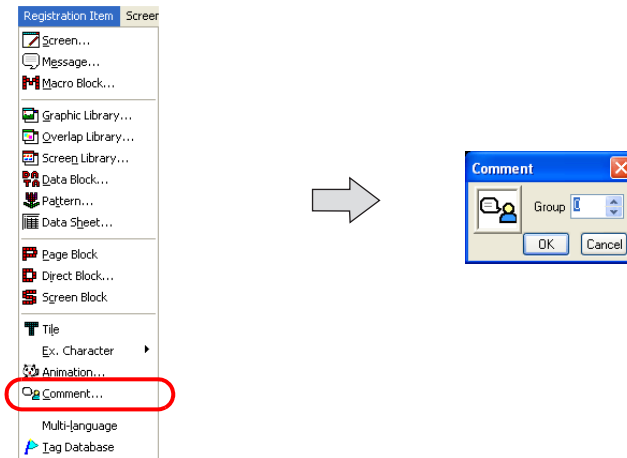 Registration Item Screen
Screen...
Message...
Macro Block...
Graphic Library...
Overlap Library...
Screen Library...
Data Block...
Pattern...
Data Sheet...
Page Block
Direct Block...
Screen Block
Tile
Ex. Character
Animation...
Comment...
Multi-language
Tag Database
Comment
Group 0
OK Cancel